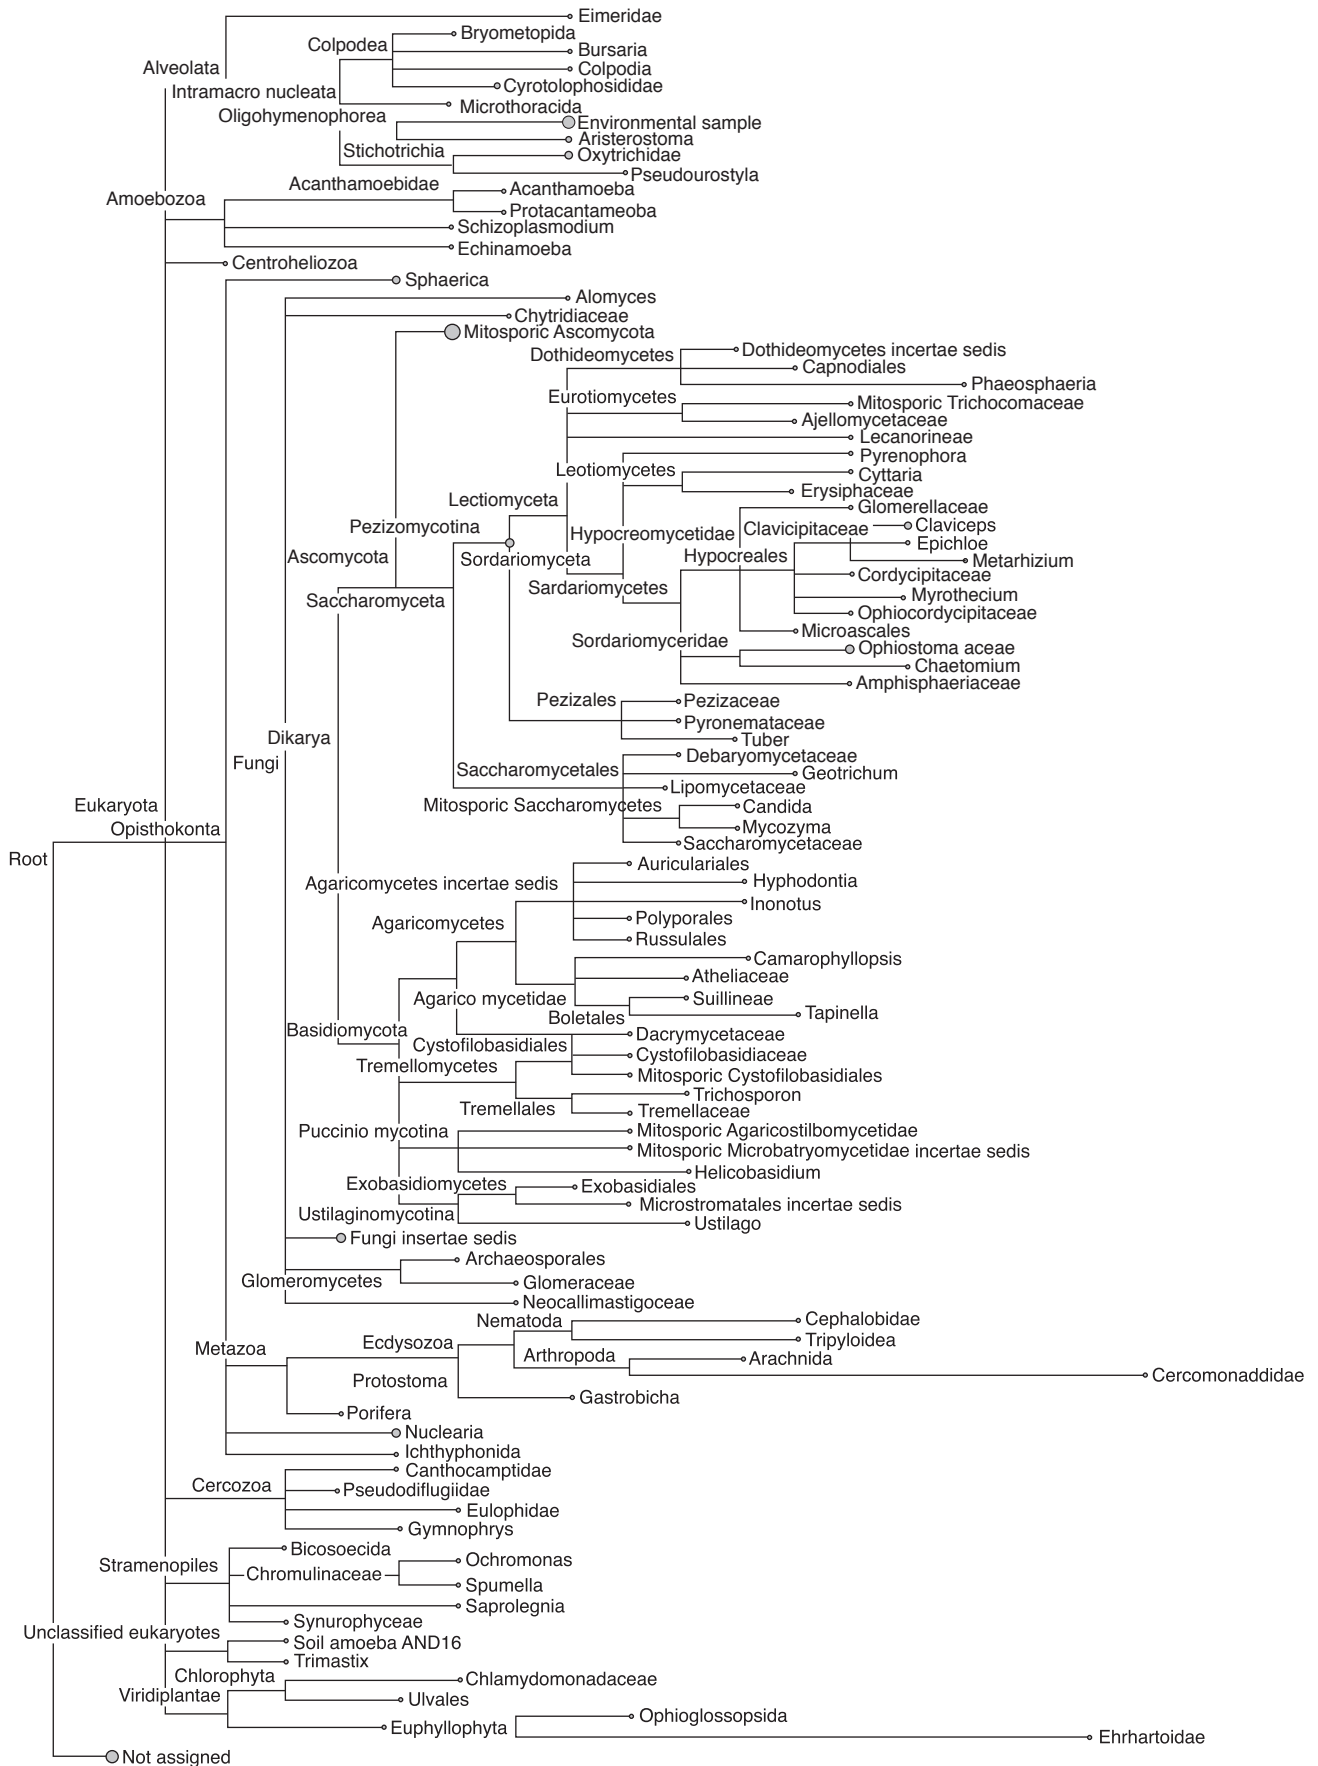 Eimeridae
Bryometopida
Colpodea
Bursaria
Alveolata
Colpodia
Intramacro nucleata
Cyrotolophosididae
Microthoracida
Oligohymenophorea
Environmental sample
Aristerostoma
Stichotrichia
Oxytrichidae
Pseudourostyla
Acanthamoebidae
Acanthamoeba
Amoebozoa
Protacantameoba
Schizoplasmodium
Echinamoeba
Centroheliozoa
Sphaerica
Alomyces
Chytridiaceae
Mitosporic Ascomycota
Dothideomycetes
Dothideomycetes incertae sedis
Capnodiales
Phaeosphaeria
Eurotiomycetes
Mitosporic Trichocomaceae
Ajellomycetaceae
Lecanorineae
Pyrenophora
Leotiomycetes
Cyttaria
Erysiphaceae
Lectiomyceta
Glomerellaceae
Pezizomycotina
Hypocreomycetidae
Clavicipitaceae
Claviceps
Epichloe
Ascomycota
Sordariomyceta
Hypocreales
Metarhizium
Cordycipitaceae
Saccharomyceta
Sardariomycetes
Myrothecium
Ophiocordycipitaceae
Microascales
Sordariomyceridae
Ophiostoma aceae
Chaetomium
Amphisphaeriaceae
Pezizales
Pezizaceae
Pyronemataceae
Dikarya
Tuber
Fungi
Debaryomycetaceae
Saccharomycetales
Geotrichum
Lipomycetaceae
Eukaryota
Mitosporic Saccharomycetes
Candida
Opisthokonta
Mycozyma
Saccharomycetaceae
Root
Auriculariales
Agaricomycetes incertae sedis
Hyphodontia
Inonotus
Agaricomycetes
Polyporales
Russulales
Camarophyllopsis
Atheliaceae
Agarico mycetidae
Suillineae
Boletales
Tapinella
Basidiomycota
Dacrymycetaceae
Cystofilobasidiales
Cystofilobasidiaceae
Tremellomycetes
Mitosporic Cystofilobasidiales
Trichosporon
Tremellales
Tremellaceae
Puccinio mycotina
Mitosporic Agaricostilbomycetidae
Mitosporic Microbatryomycetidae incertae sedis
Helicobasidium
Exobasidiomycetes
Exobasidiales
Microstromatales incertae sedis
Ustilaginomycotina
Ustilago
Fungi insertae sedis
Archaeosporales
Glomeromycetes
Glomeraceae
Neocallimastigoceae
Nematoda
Cephalobidae
Metazoa
Ecdysozoa
Tripyloidea
Arthropoda
Arachnida
Cercomonaddidae
Protostoma
Gastrobicha
Porifera
Nuclearia
Ichthyphonida
Canthocamptidae
Cercozoa
Pseudodiflugiidae
Eulophidae
Gymnophrys
Bicosoecida
Stramenopiles
Chromulinaceae
Ochromonas
Spumella
Saprolegnia
Synurophyceae
Unclassified eukaryotes
Soil amoeba AND16
Trimastix
Chlorophyta
Chlamydomonadaceae
Viridiplantae
Ulvales
Euphyllophyta
Ophioglossopsida
Ehrhartoidae
Not assigned